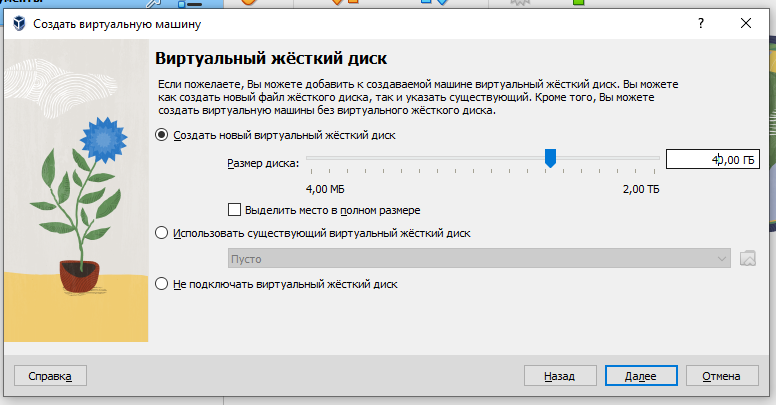 Создать виртуальную машину
?
Виртуальный жёсткий диск
Если пожелаете, Вы можете добавить к создаваемой машине виртуальный жёсткий диск. Вы можете
как создать новый файл жёсткого диска, так и указать существующий. Кроме того, Вы можете
создать виртуальную машины без виртуального жёсткого диска.
Создать новый виртуальный жёсткий диск
Размер диска:
40,00 ГБ
4,00 МБ
2,00 ТБ
Выделить место в полном размере
Использовать существующий виртуальный жёсткий диск
Пусто
Не подключать виртуальный жёсткий диск
Справка
Назад
Далее
Отмена